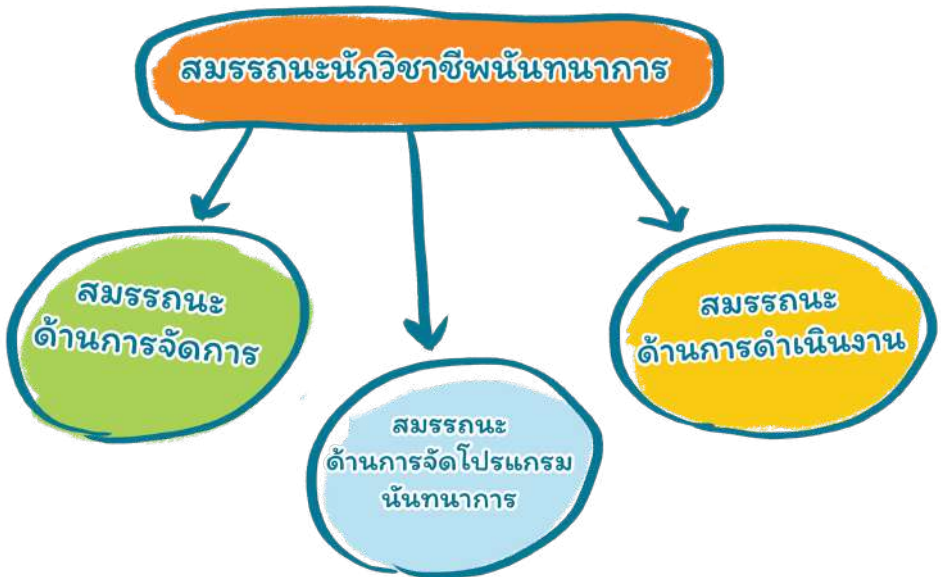 สมรรถนะนักวิชาชีพนันทนาการ
สมรรถนะ
ด้านการจัดการ
สมรรถนะ
ด้านการจัดโปรแกรม
นันทนาการ
สมรรถนะ
ด้านการดำเนินงาน